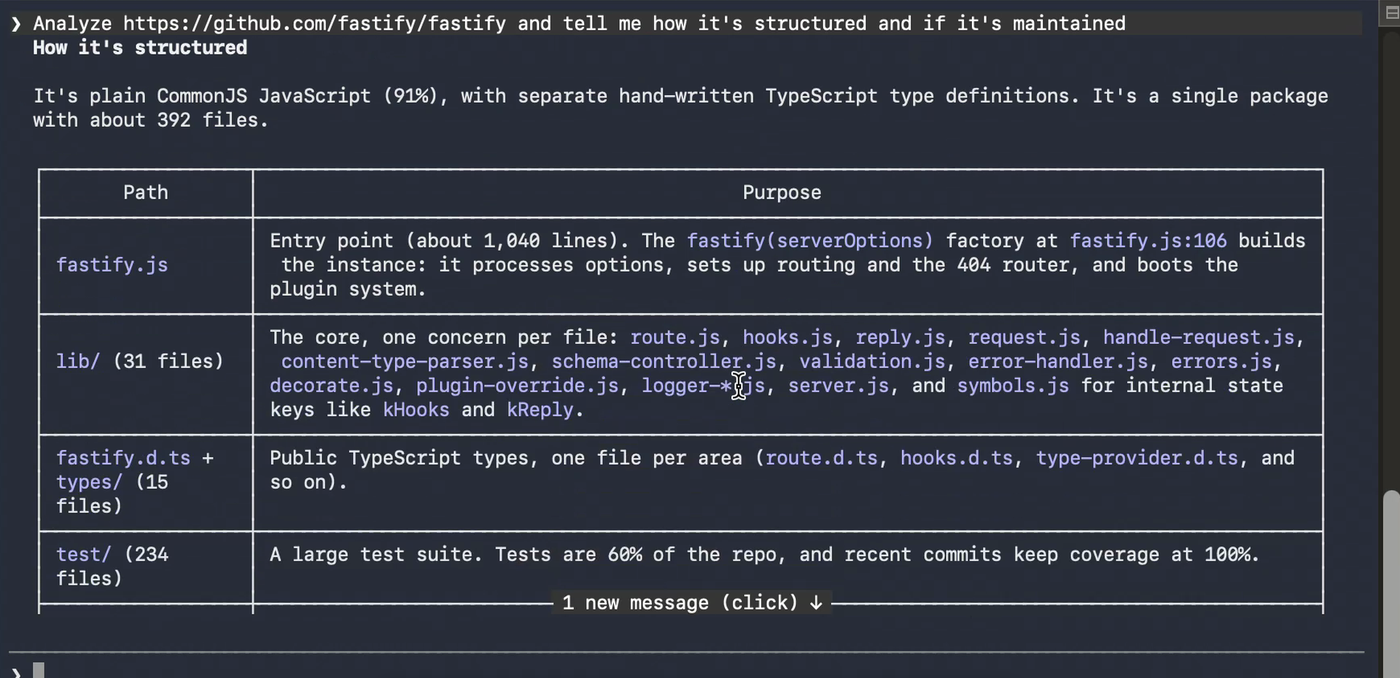 ❯ Analyze https://github.com/fastify/fastify and tell me how it's structured and if it's maintained
How it's structured
It's plain CommonJS JavaScript (91%), with separate hand-written TypeScript type definitions. It's a single package
with about 392 files.
Path
Purpose
fastify.js
Entry point (about 1,040 lines). The fastify(serverOptions) factory at fastify.js:106 builds
the instance: it processes options, sets up routing and the 404 router, and boots the
plugin system.
lib/ (31 files)
The core, one concern per file: route.js, hooks.js, reply.js, request.js, handle-request.js,
content-type-parser.js, schema-controller.js, validation.js, error-handler.js, errors.js,
decorate.js, plugin-override.js, logger-*.js, server.js, and symbols.js for internal state
keys like kHooks and kReply.
fastify.d.ts +
types/ (15
files)
Public TypeScript types, one file per area (route.d.ts, hooks.d.ts, type-provider.d.ts, and
so on).
test/ (234
files)
A large test suite. Tests are 60% of the repo, and recent commits keep coverage at 100%.
1 new message (click) ↓
❯